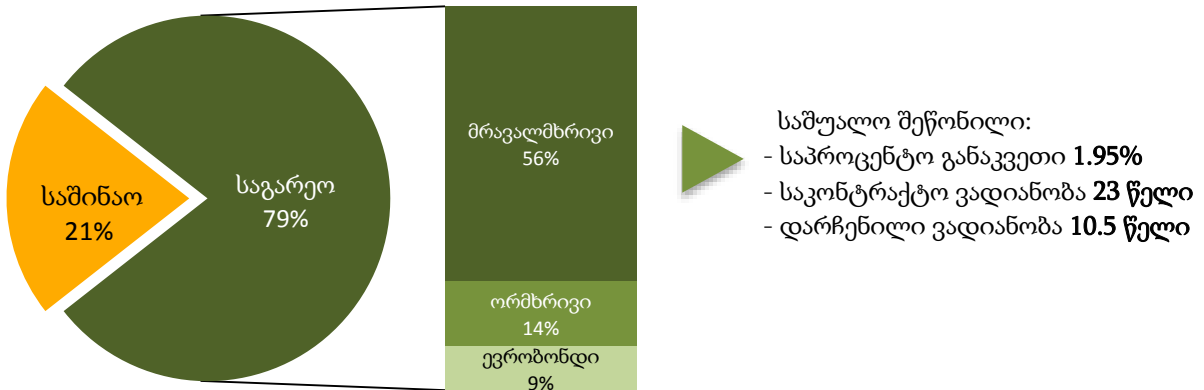 საშინაო
21%
საგარეო
79%
მრავალმხრივი
56%
ორმხრივი
14%
ევრობონდი
9%
საშუალო შეწონილი:
- საპროცენტო განაკვეთი 1.95%
- საკონტრაქტო ვადიანობა 23 წელი
- დარჩენილი ვადიანობა 10.5 წელი